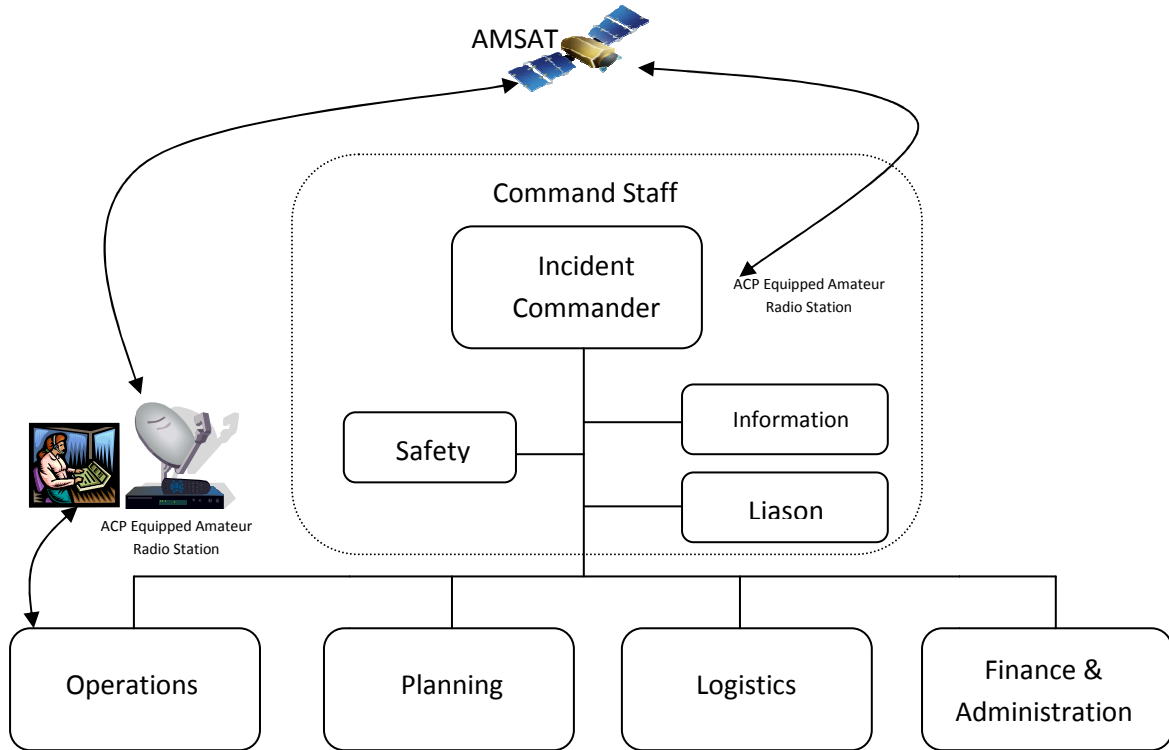 AMSAT
Command Staff
Incident
Commander
ACP Equipped Amateur
Radio Station
Information
Safety
Liason
ACP Equipped Amateur
Radio Station
Operations
Planning
Logistics
Finance &
Administration